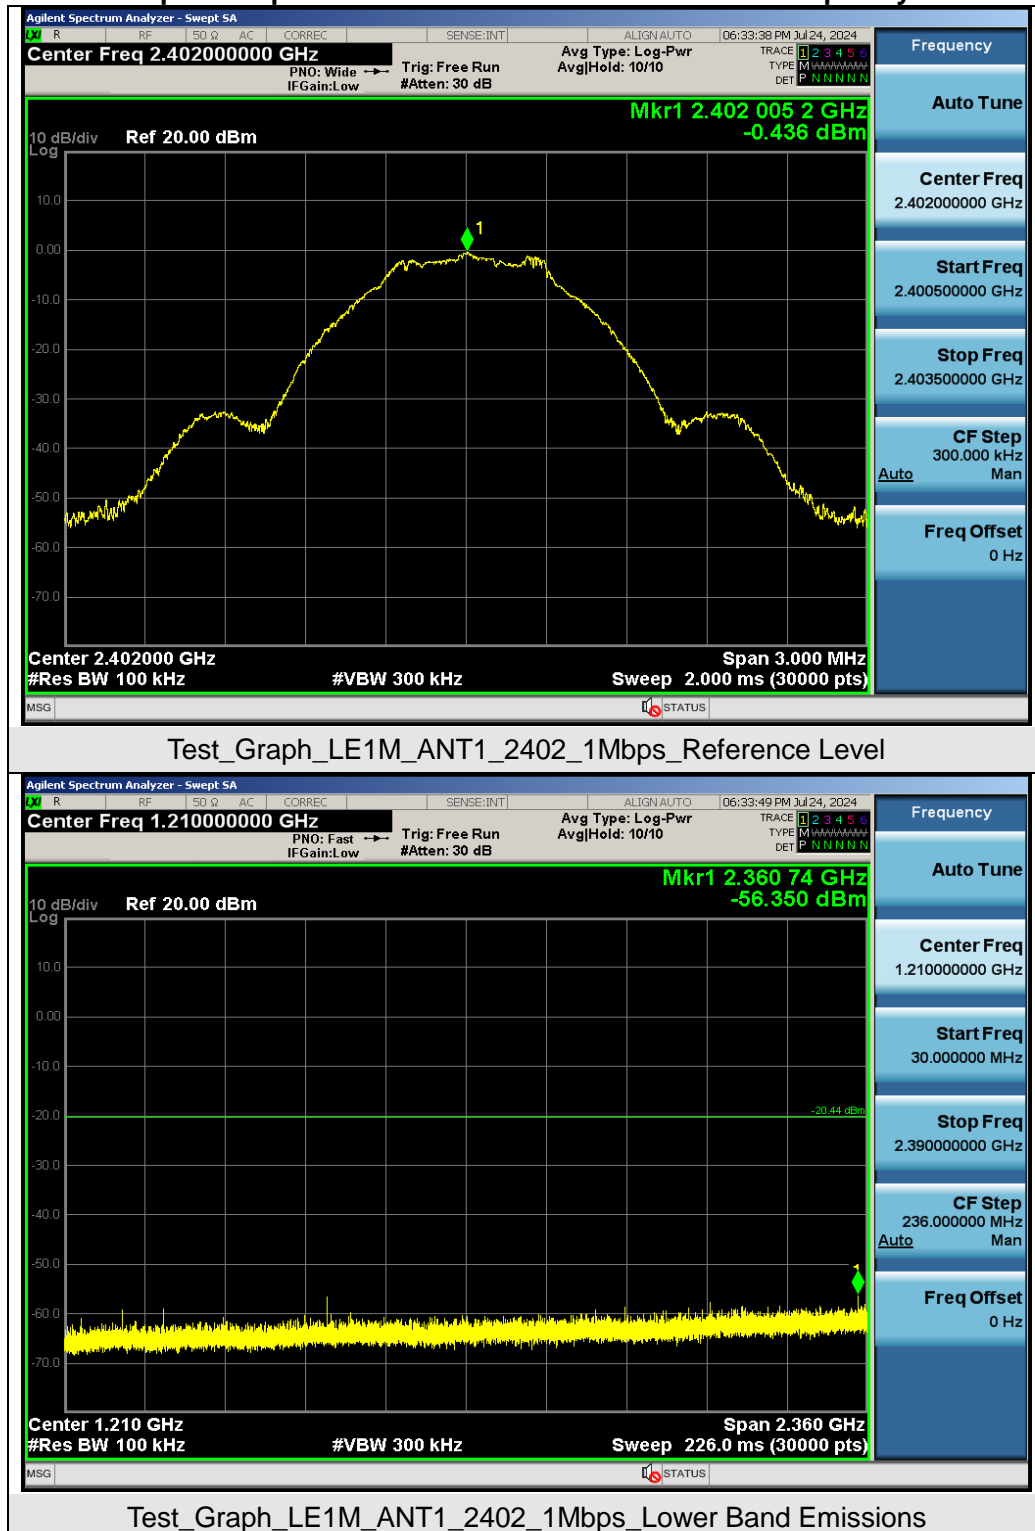 Agilent Spectrum Analyzer - Swept SA
LXI R RF 50 Ω AC CORREC SENSE:INT ALIGN AUTO 06:33:38 PM Jul 24, 2024
Center Freq 2.402000000 GHz
PNO: Wide
IFGain:Low
Trig: Free Run
#Atten: 30 dB
Avg Type: Log-Pwr
Avg|Hold: 10/10
TRACE 1 2 3 4 5 6
TYPE M
DET P N N N N N
Mkr1 2.402 005 2 GHz
-0.436 dBm
10 dB/div
Log
Ref 20.00 dBm
10.0
0.00
-10.0
-20.0
-30.0
-40.0
-50.0
-60.0
-70.0
1
Center 2.402000 GHz
Span 3.000 MHz
#Res BW 100 kHz
#VBW 300 kHz
Sweep 2.000 ms (30000 pts)
MSG
STATUS
Frequency
Auto Tune
Center Freq
2.402000000 GHz
Start Freq
2.400500000 GHz
Stop Freq
2.403500000 GHz
CF Step
300.000 kHz
Auto Man
Freq Offset
0 Hz
Test_Graph_LE1M_ANT1_2402_1Mbps_Reference Level
Agilent Spectrum Analyzer - Swept SA
LXI R RF 50 Ω AC CORREC SENSE:INT ALIGN AUTO 06:33:49 PM Jul 24, 2024
Center Freq 1.210000000 GHz
PNO: Fast
IFGain:Low
Trig: Free Run
#Atten: 30 dB
Avg Type: Log-Pwr
Avg|Hold: 10/10
TRACE 1 2 3 4 5 6
TYPE M
DET P N N N N N
Mkr1 2.360 74 GHz
-56.350 dBm
10 dB/div
Log
Ref 20.00 dBm
10.0
0.00
-10.0
-20.0
-30.0
-40.0
-50.0
-60.0
-70.0
-20.44 dBm
1
Center 1.210 GHz
Span 2.360 GHz
#Res BW 100 kHz
#VBW 300 kHz
Sweep 226.0 ms (30000 pts)
MSG
STATUS
Frequency
Auto Tune
Center Freq
1.210000000 GHz
Start Freq
30.000000 MHz
Stop Freq
2.390000000 GHz
CF Step
236.000000 MHz
Auto Man
Freq Offset
0 Hz
Test_Graph_LE1M_ANT1_2402_1Mbps_Lower Band Emissions